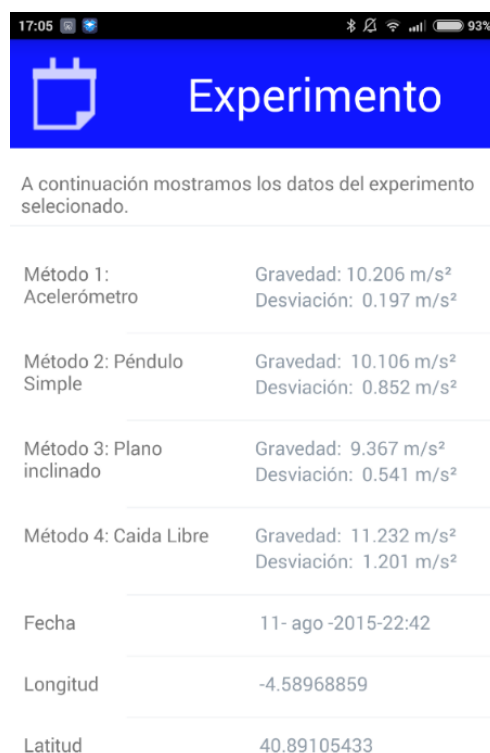 17:05 93%
Experimento
A continuación mostramos los datos del experimento
selecionado.
Método 1:
Acelerómetro
Gravedad: 10.206 m/s²
Desviación: 0.197 m/s²
Método 2: Péndulo
Simple
Gravedad: 10.106 m/s²
Desviación: 0.852 m/s²
Método 3: Plano
inclinado
Gravedad: 9.367 m/s²
Desviación: 0.541 m/s²
Método 4: Caida Libre
Gravedad: 11.232 m/s²
Desviación: 1.201 m/s²
Fecha 11- ago -2015-22:42
Longitud -4.58968859
Latitud 40.89105433